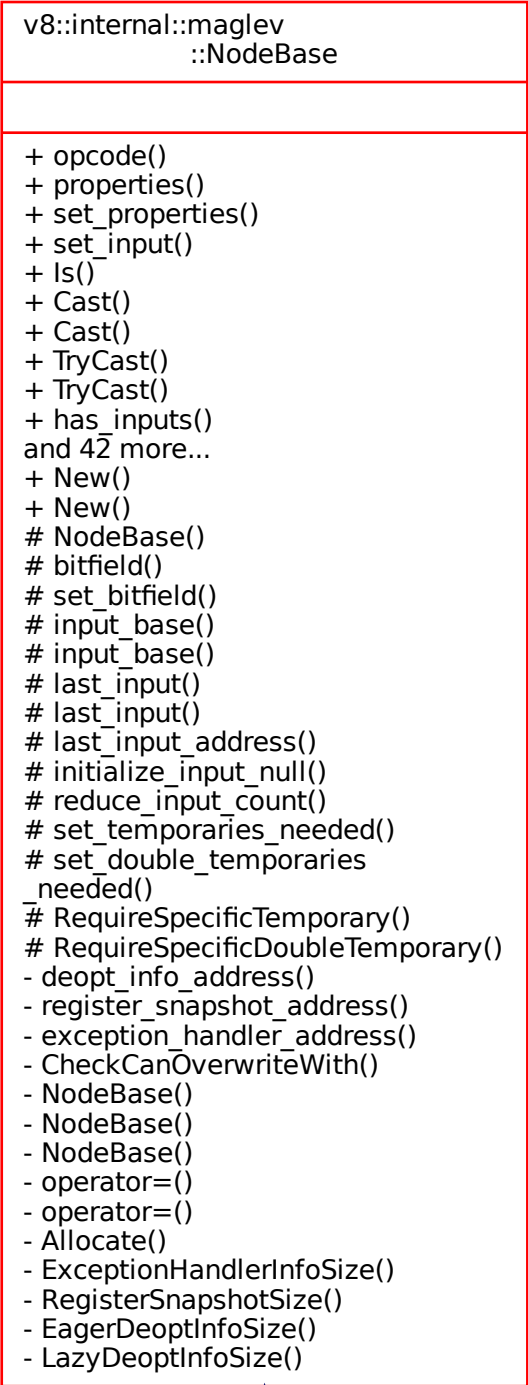 v8::internal::maglev
::NodeBase
+ opcode()
+ properties()
+ set_properties()
+ set_input()
+ Is()
+ Cast()
+ Cast()
+ TryCast()
+ TryCast()
+ has_inputs()
and 42 more...
+ New()
+ New()
# NodeBase()
# bitfield()
# set_bitfield()
# input_base()
# input_base()
# last_input()
# last_input()
# last_input_address()
# initialize_input_null()
# reduce_input_count()
# set_temporaries_needed()
# set_double_temporaries
_needed()
# RequireSpecificTemporary()
# RequireSpecificDoubleTemporary()
- deopt_info_address()
- register_snapshot_address()
- exception_handler_address()
- CheckCanOverwriteWith()
- NodeBase()
- NodeBase()
- NodeBase()
- operator=()
- operator=()
- Allocate()
- ExceptionHandlerInfoSize()
- RegisterSnapshotSize()
- EagerDeoptInfoSize()
- LazyDeoptInfoSize()